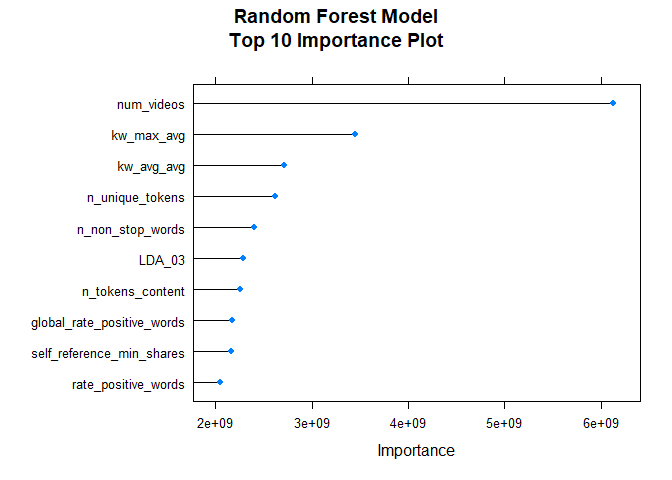 Random Forest Model
Top 10 Importance Plot
num_videos
kw_max_avg
kw_avg_avg
n_unique_tokens
n_non_stop_words
LDA_03
n_tokens_content
global_rate_positive_words
self_reference_min_shares
rate_positive_words
2e+09 3e+09 4e+09 5e+09 6e+09
Importance